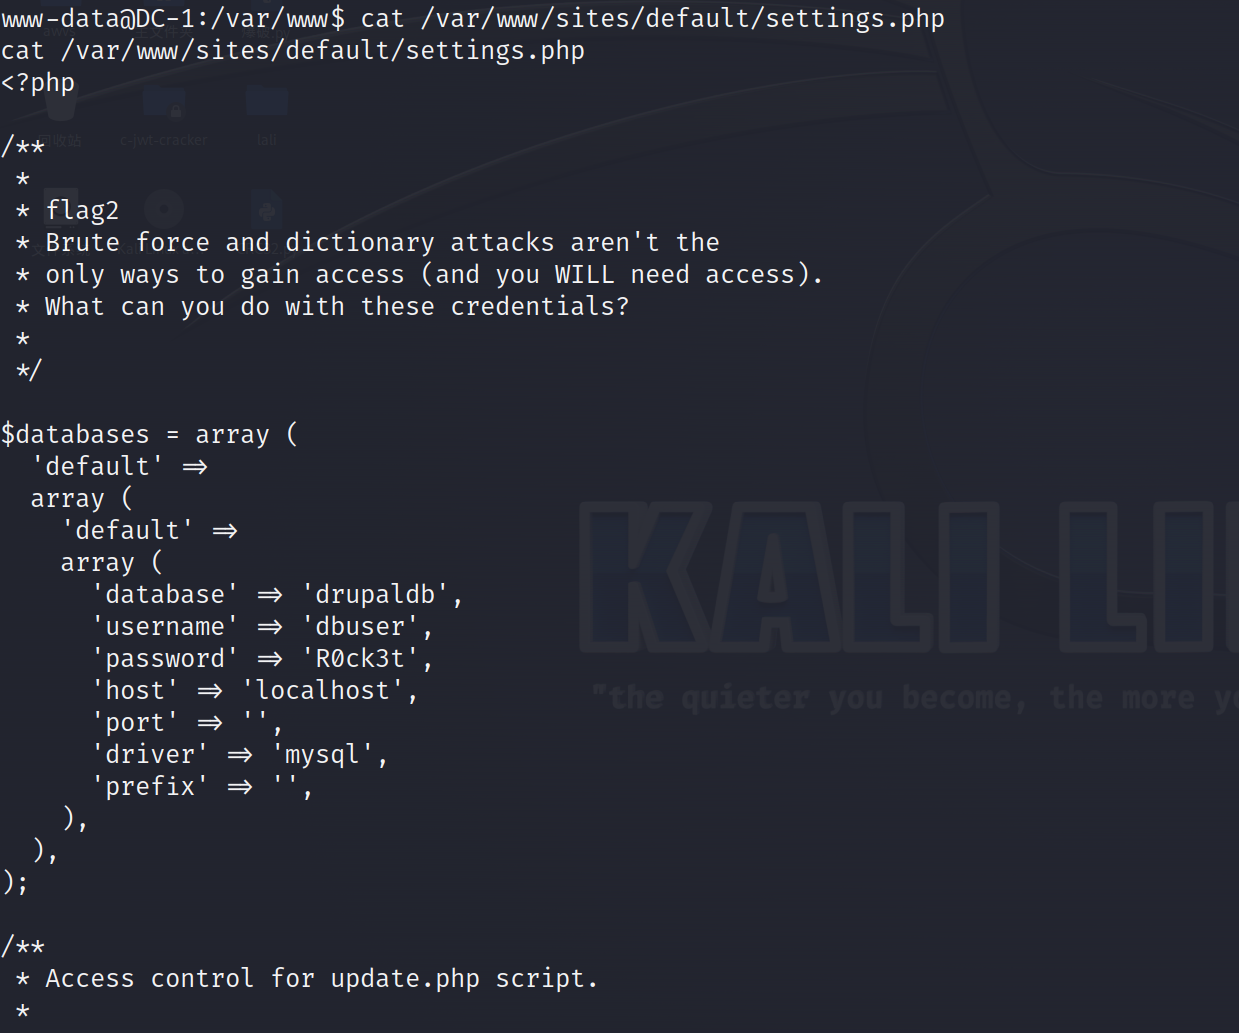 www-data@DC-1:/var/www$ cat /var/www/sites/default/settings.php
cat /var/www/sites/default/settings.php
<?php
/**
 *
 * flag2
 * Brute force and dictionary attacks aren't the
 * only ways to gain access (and you WILL need access).
 * What can you do with these credentials?
 *
 */
$databases = array (
  'default' =>
  array (
    'default' =>
    array (
      'database' => 'drupaldb',
      'username' => 'dbuser',
      'password' => 'R0ck3t',
      'host' => 'localhost',
      'port' => '',
      'driver' => 'mysql',
      'prefix' => '',
    ),
  ),
);
/**
 * Access control for update.php script.
 *
c-jwt-cracker
KALI LI
"the quieter you become, the more y